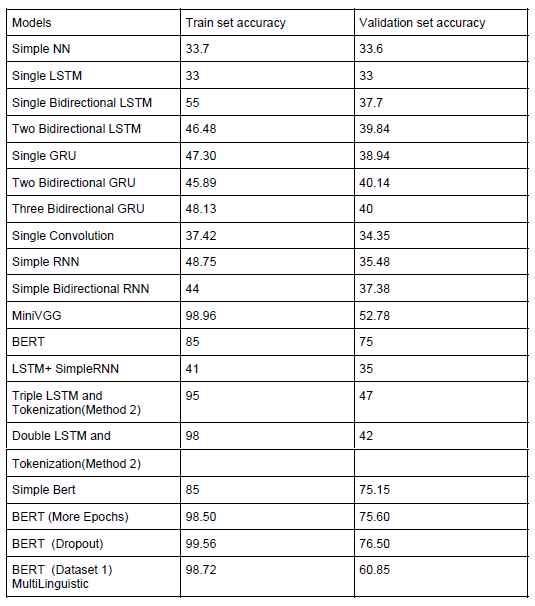 Models Train set accuracy Validation set accuracy
Simple NN 33.7 33.6
Single LSTM 33 33
Single Bidirectional LSTM 55 37.7
Two Bidirectional LSTM 46.48 39.84
Single GRU 47.30 38.94
Two Bidirectional GRU 45.89 40.14
Three Bidirectional GRU 48.13 40
Single Convolution 37.42 34.35
Simple RNN 48.75 35.48
Simple Bidirectional RNN 44 37.38
MiniVGG 98.96 52.78
BERT 85 75
LSTM+ SimpleRNN 41 35
Triple LSTM and 95 47
Tokenization(Method 2)
Double LSTM and 98 42
Tokenization(Method 2)
Simple Bert 85 75.15
BERT (More Epochs) 98.50 75.60
BERT (Dropout) 99.56 76.50
BERT (Dataset 1) 98.72 60.85
MultiLinguistic